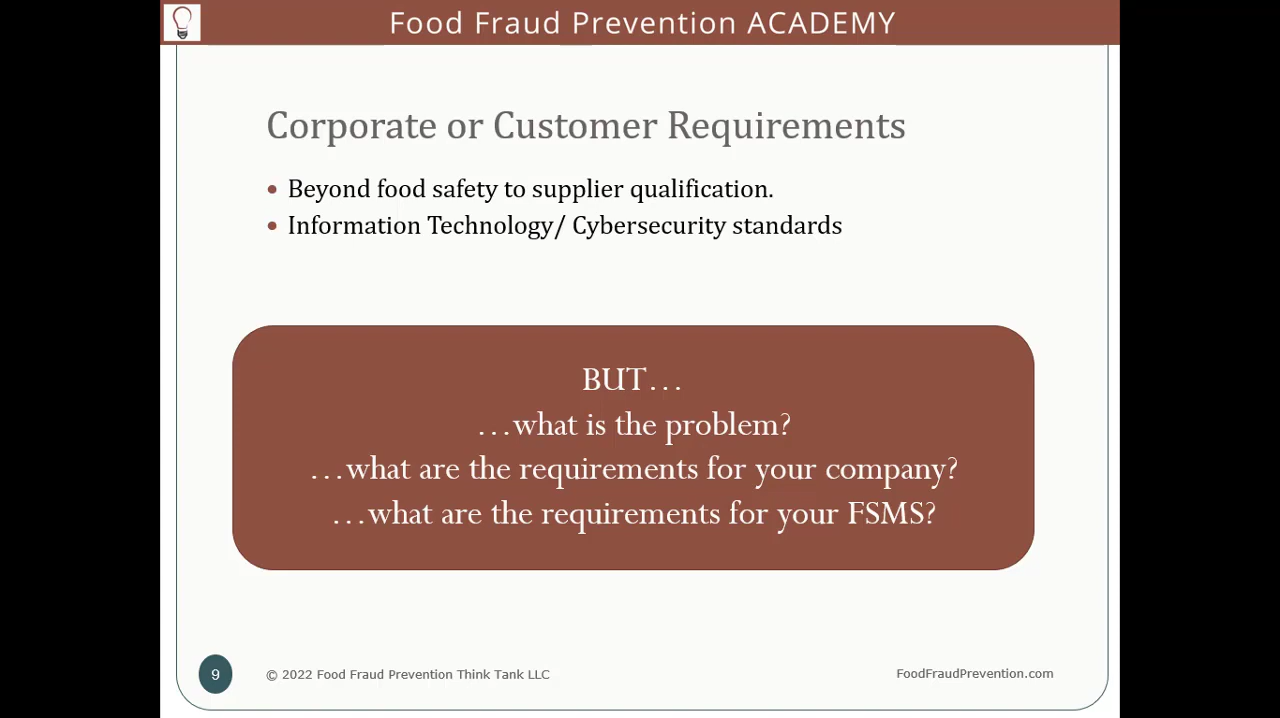 Food Fraud Prevention ACADEMY
Corporate or Customer Requirements
• Beyond food safety to supplier qualification.
• Information Technology/ Cybersecurity standards
BUT…
…what is the problem?
…what are the requirements for your company?
…what are the requirements for your FSMS?
9
© 2022 Food Fraud Prevention Think Tank LLC
FoodFraudPrevention.com